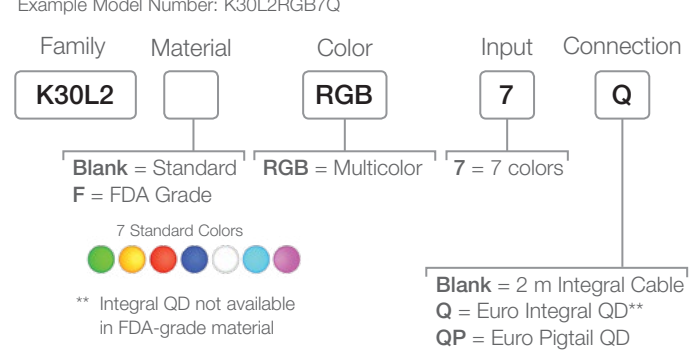 Example Model Number: K30L2RGB7Q
Family Material Color Input Connection
K30L2 RGB 7 Q
Blank = Standard RGB = Multicolor 7 = 7 colors
F = FDA Grade
7 Standard Colors
** Integral QD not available
in FDA-grade material
Blank = 2 m Integral Cable
Q = Euro Integral QD**
QP = Euro Pigtail QD